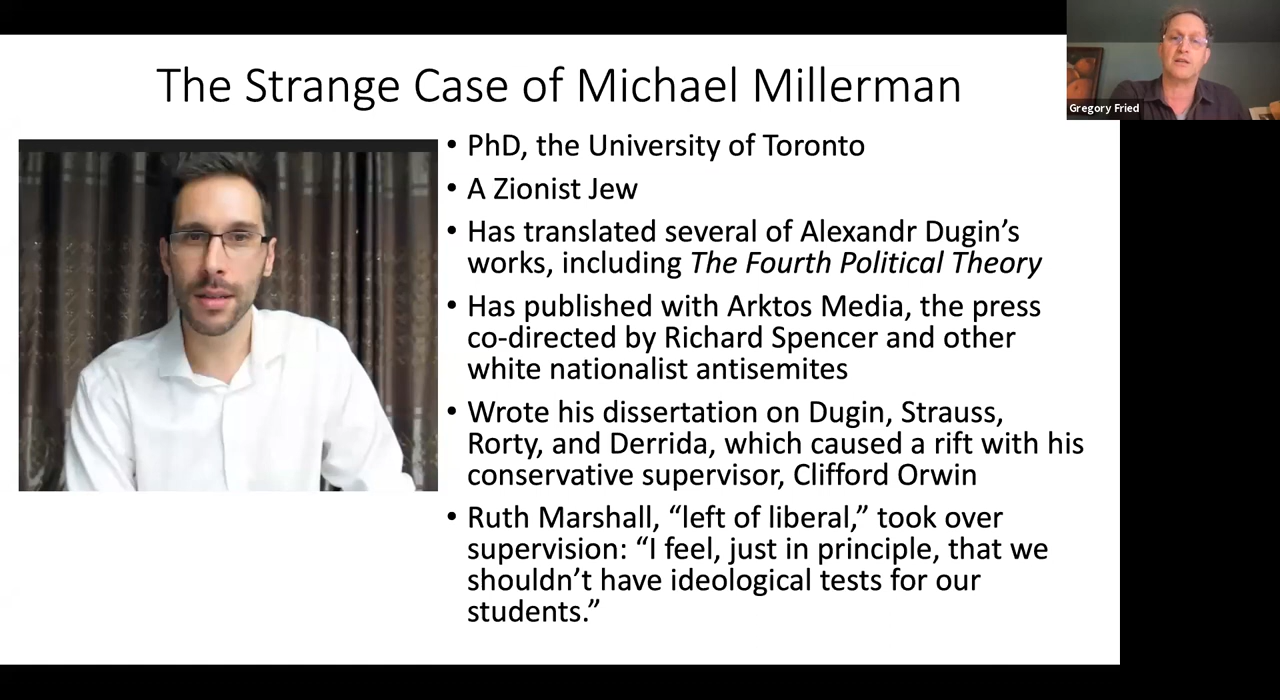 The Strange Case of Michael Millerman
Gregory Fried
• PhD, the University of Toronto
• A Zionist Jew
• Has translated several of Alexandr Dugin’s
works, including The Fourth Political Theory
• Has published with Arktos Media, the press
co-directed by Richard Spencer and other
white nationalist antisemites
• Wrote his dissertation on Dugin, Strauss,
Rorty, and Derrida, which caused a rift with his
conservative supervisor, Clifford Orwin
• Ruth Marshall, “left of liberal,” took over
supervision: “I feel, just in principle, that we
shouldn’t have ideological tests for our
students.”